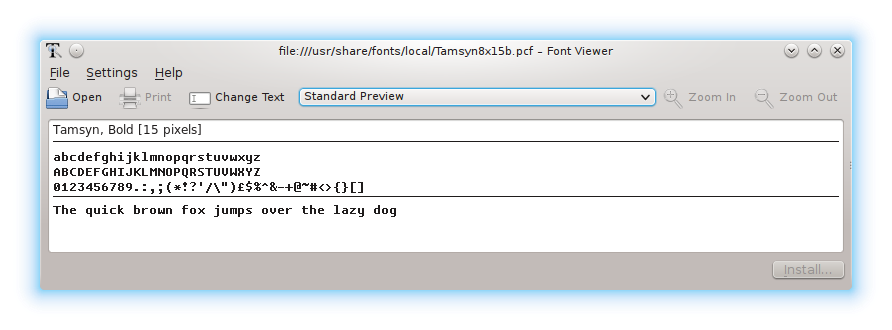 file:///usr/share/fonts/local/Tamsyn8x15b.pcf – Font Viewer
File Settings Help
Open Print Change Text Standard Preview Zoom In Zoom Out
Tamsyn, Bold [15 pixels]
abcdefghijklmnopqrstuvwxyz
ABCDEFGHIJKLMNOPQRSTUVWXYZ
0123456789.:,;(*!?'/\")£$%^&-+@~#<>{}[]
The quick brown fox jumps over the lazy dog
Install...